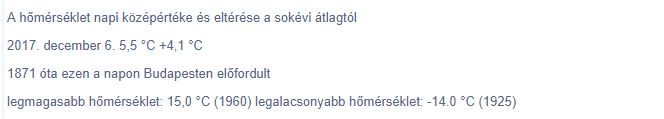 A hőmérséklet napi középértéke és eltérése a sokévi átlagtól
2017. december 6. 5,5 °C +4,1 °C
1871 óta ezen a napon Budapesten előfordult
legmagasabb hőmérséklet: 15,0 °C (1960) legalacsonyabb hőmérséklet: -14.0 °C (1925)